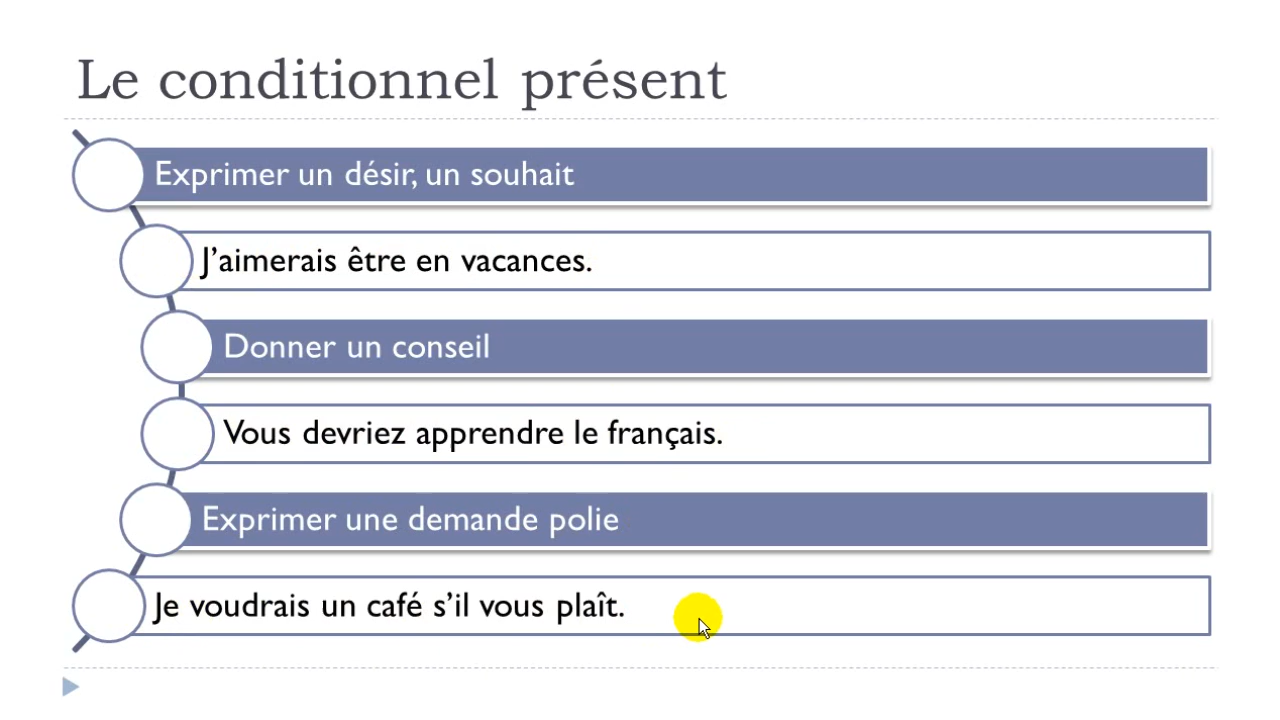 Le conditionnel présent
Exprimer un désir, un souhait
J’aimerais être en vacances.
Donner un conseil
Vous devriez apprendre le français.
Exprimer une demande polie
Je voudrais un café s’il vous plaît.